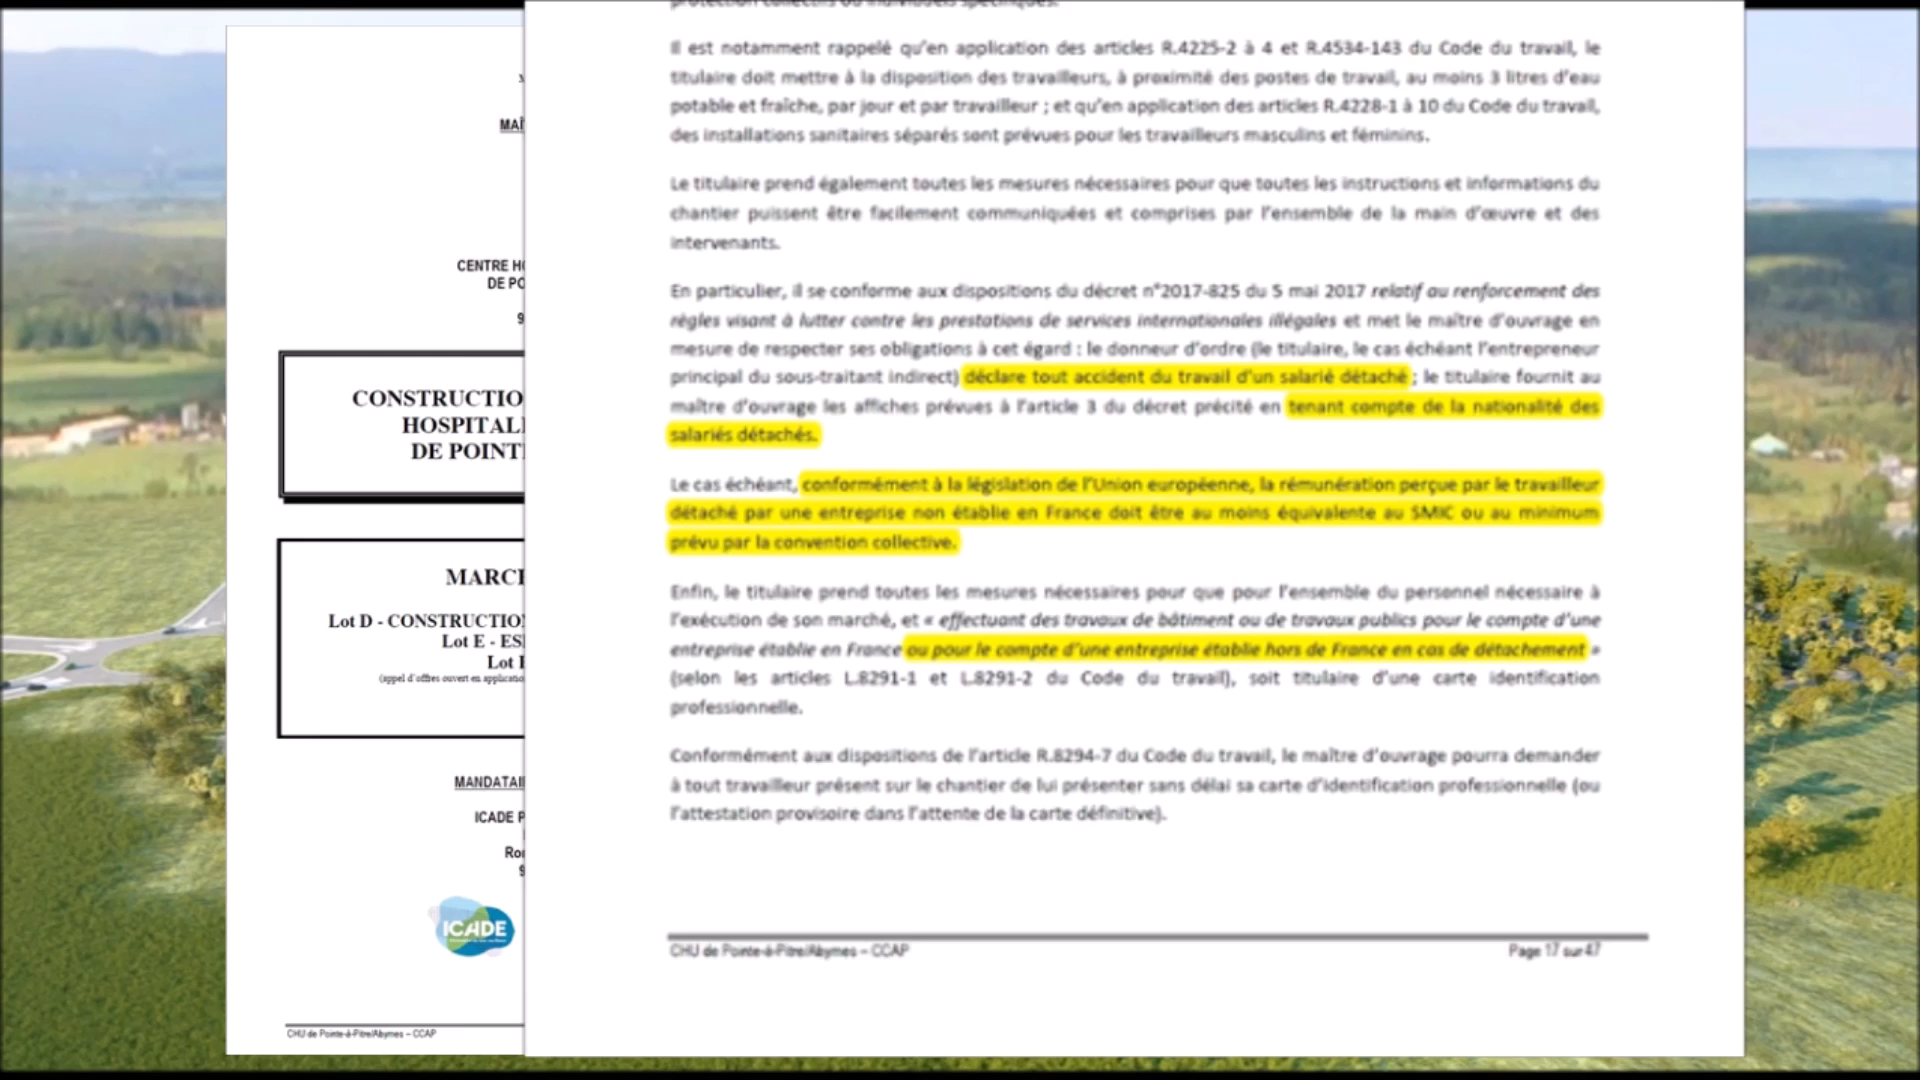 MAÎ
CENTRE HO
DE PO
9
CONSTRUCTIO
HOSPITAL
DE POINT
MARC
Lot D - CONSTRUCTION
Lot E - ES
Lot
(appel d'offres ouvert en applicatio
MANDATAI
ICADE P
Rou
9
ICADE
CHU de Pointe-à-Pitre/Abymes – CCAP
protection collectifs ou individuels spécifiques.
Il est notamment rappelé qu'en application des articles R.4225-2 à 4 et R.4534-143 du Code du travail, le
titulaire doit mettre à la disposition des travailleurs, à proximité des postes de travail, au moins 3 litres d'eau
potable et fraîche, par jour et par travailleur ; et qu'en application des articles R.4228-1 à 10 du Code du travail,
des installations sanitaires séparés sont prévues pour les travailleurs masculins et féminins.
Le titulaire prend également toutes les mesures nécessaires pour que toutes les instructions et informations du
chantier puissent être facilement communiquées et comprises par l'ensemble de la main d'œuvre et des
intervenants.
En particulier, il se conforme aux dispositions du décret n°2017-825 du 5 mai 2017 relatif au renforcement des
règles visant à lutter contre les prestations de services internationales illégales et met le maître d'ouvrage en
mesure de respecter ses obligations à cet égard : le donneur d'ordre (le titulaire, le cas échéant l'entrepreneur
principal du sous-traitant indirect) déclare tout accident du travail d'un salarié détaché ; le titulaire fournit au
maître d'ouvrage les affiches prévues à l'article 3 du décret précité en tenant compte de la nationalité des
salariés détachés.
Le cas échéant, conformément à la législation de l'Union européenne, la rémunération perçue par le travailleur
détaché par une entreprise non établie en France doit être au moins équivalente au SMIC ou au minimum
prévu par la convention collective.
Enfin, le titulaire prend toutes les mesures nécessaires pour que pour l'ensemble du personnel nécessaire à
l'exécution de son marché, et « effectuant des travaux de bâtiment ou de travaux publics pour le compte d'une
entreprise établie en France ou pour le compte d'une entreprise établie hors de France en cas de détachement »
(selon les articles L.8291-1 et L.8291-2 du Code du travail), soit titulaire d'une carte identification
professionnelle.
Conformément aux dispositions de l'article R.8294-7 du Code du travail, le maître d'ouvrage pourra demander
à tout travailleur présent sur le chantier de lui présenter sans délai sa carte d'identification professionnelle (ou
l'attestation provisoire dans l'attente de la carte définitive).
CHU de Pointe-à-Pitre/Abymes – CCAP
Page 17 sur 47